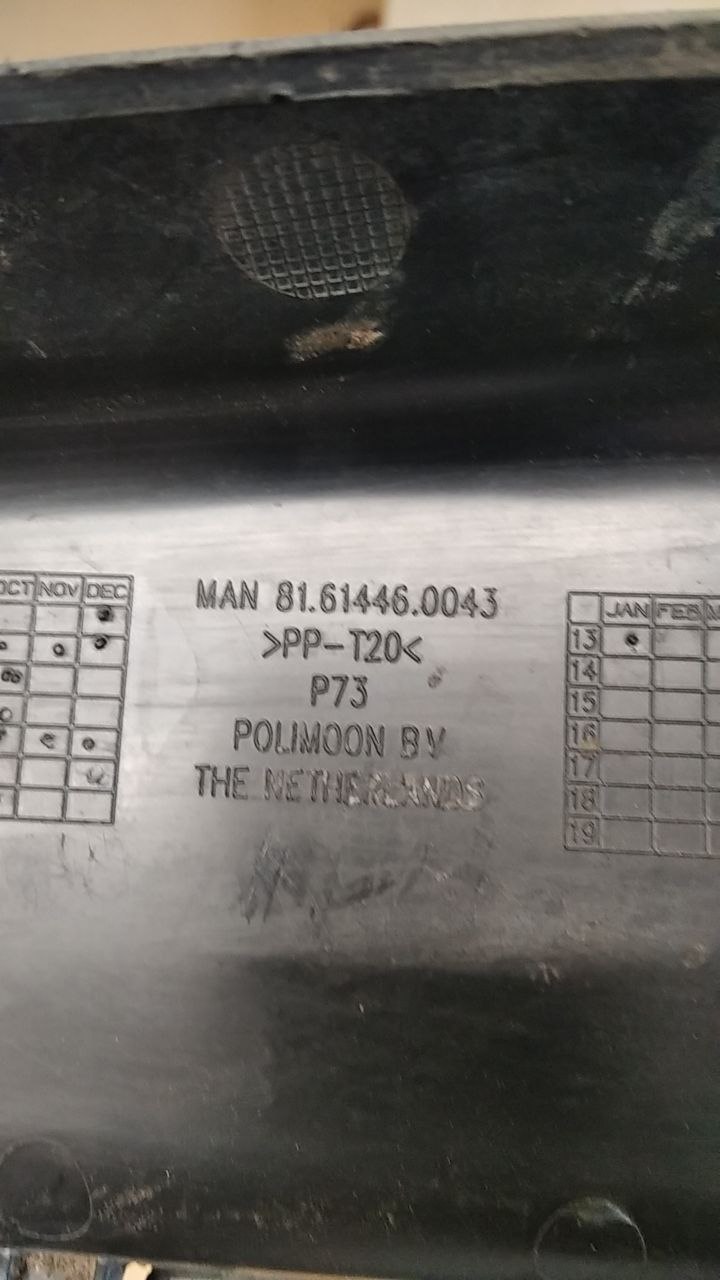 OCT NOV DEC
MAN 81.61446.0043
>PP-T20<
P73
POLIMOON BV
THE NETHERLANDS
JAN FEB
13
14
15
16
17
18
19